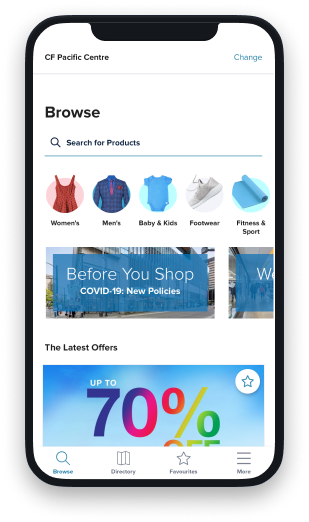 CF Pacific Centre
Change
Browse
Search for Products
Women's
Men's
Baby & Kids
Footwear
Fitness &
Sport
Before You Shop
COVID-19: New Policies
We
The Latest Offers
UP TO
70%
OFF
Browse
Directory
Favourites
More